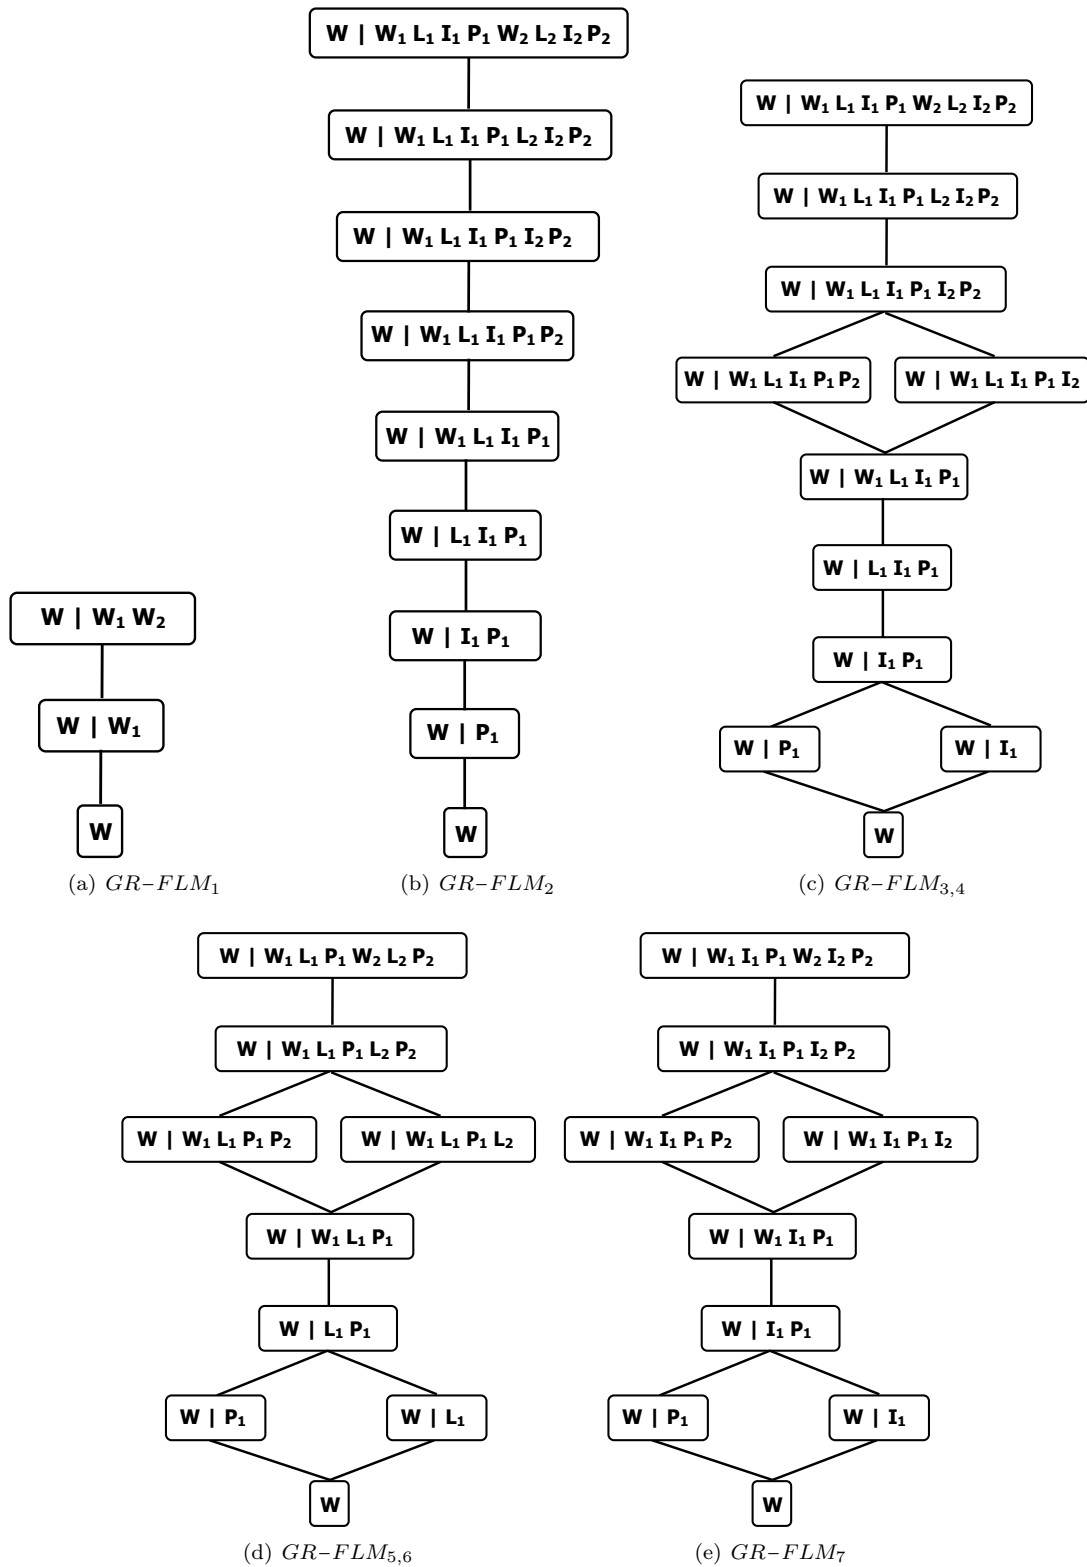 W | W₁ L₁ I₁ P₁ W₂ L₂ I₂ P₂
W | W₁ L₁ I₁ P₁ L₂ I₂ P₂
W | W₁ L₁ I₁ P₁ I₂ P₂
W | W₁ L₁ I₁ P₁ P₂
W | W₁ L₁ I₁ P₁
W | L₁ I₁ P₁
W | I₁ P₁
W | P₁
W
W | W₁ W₂
W | W₁
W
W | W₁ L₁ I₁ P₁ W₂ L₂ I₂ P₂
W | W₁ L₁ I₁ P₁ L₂ I₂ P₂
W | W₁ L₁ I₁ P₁ I₂ P₂
W | W₁ L₁ I₁ P₁ P₂
W | W₁ L₁ I₁ P₁ I₂
W | W₁ L₁ I₁ P₁
W | L₁ I₁ P₁
W | I₁ P₁
W | P₁
W | I₁
W
(a) GR–FLM₁
(b) GR–FLM₂
(c) GR–FLM₃,₄
W | W₁ L₁ P₁ W₂ L₂ P₂
W | W₁ L₁ P₁ L₂ P₂
W | W₁ L₁ P₁ P₂
W | W₁ L₁ P₁ L₂
W | W₁ L₁ P₁
W | L₁ P₁
W | P₁
W | L₁
W
W | W₁ I₁ P₁ W₂ I₂ P₂
W | W₁ I₁ P₁ I₂ P₂
W | W₁ I₁ P₁ P₂
W | W₁ I₁ P₁ I₂
W | W₁ I₁ P₁
W | I₁ P₁
W | P₁
W | I₁
W
(d) GR–FLM₅,₆
(e) GR–FLM₇